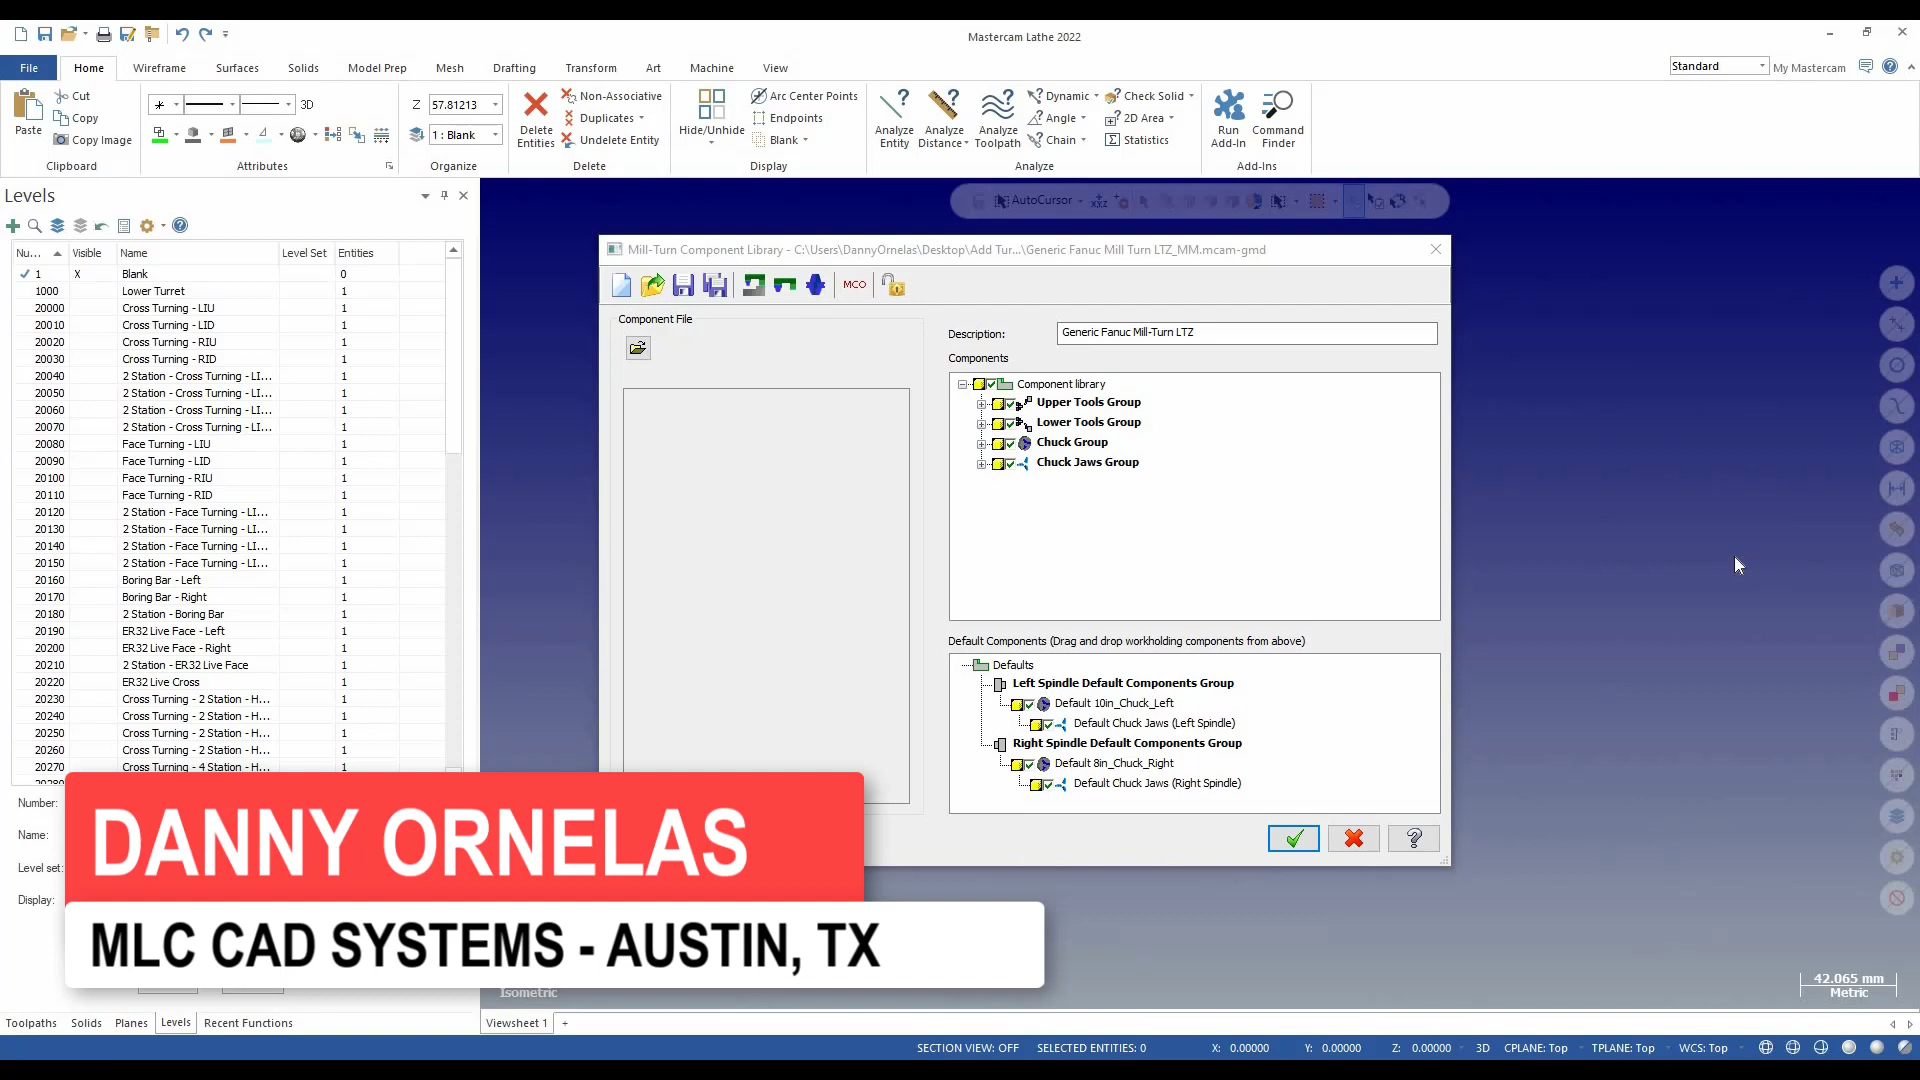 Mastercam Lathe 2022
File
Home
Wireframe
Surfaces
Solids
Model Prep
Mesh
Drafting
Transform
Art
Machine
View
Standard
My Mastercam
Paste
Cut
Copy
Copy Image
Clipboard
3D
Attributes
Z
57.81213
1 : Blank
Organize
Delete
Entities
Non-Associative
Duplicates
Undelete Entity
Delete
Hide/Unhide
Arc Center Points
Endpoints
Blank
Display
Analyze
Entity
Analyze
Distance
Analyze
Toolpath
Dynamic
Angle
Chain
Check Solid
2D Area
Statistics
Analyze
Run
Add-In
Command
Finder
Add-Ins
Levels
Nu... Visible Name Level Set Entities
1 X Blank 0
1000 Lower Turret 1
20000 Cross Turning - LIU 1
20010 Cross Turning - LID 1
20020 Cross Turning - RIU 1
20030 Cross Turning - RID 1
20040 2 Station - Cross Turning - LI... 1
20050 2 Station - Cross Turning - LI... 1
20060 2 Station - Cross Turning - LI... 1
20070 2 Station - Cross Turning - LI... 1
20080 Face Turning - LIU 1
20090 Face Turning - LID 1
20100 Face Turning - RIU 1
20110 Face Turning - RID 1
20120 2 Station - Face Turning - LI... 1
20130 2 Station - Face Turning - LI... 1
20140 2 Station - Face Turning - LI... 1
20150 2 Station - Face Turning - LI... 1
20160 Boring Bar - Left 1
20170 Boring Bar - Right 1
20180 2 Station - Boring Bar 1
20190 ER32 Live Face - Left 1
20200 ER32 Live Face - Right 1
20210 2 Station - ER32 Live Face 1
20220 ER32 Live Cross 1
20230 Cross Turning - 2 Station - H... 1
20240 Cross Turning - 2 Station - H... 1
20250 Cross Turning - 2 Station - H... 1
20260 Cross Turning - 2 Station - H... 1
20270 Cross Turning - 4 Station - H... 1
Number:
Name:
Level set:
Display:
AutoCursor
Mill-Turn Component Library - C:\Users\DannyOrnelas\Desktop\Add Tur...\Generic Fanuc Mill Turn LTZ_MM.mcam-gmd
MCO
Component File
Description:
Generic Fanuc Mill-Turn LTZ
Components
Component library
Upper Tools Group
Lower Tools Group
Chuck Group
Chuck Jaws Group
Default Components (Drag and drop workholding components from above)
Defaults
Left Spindle Default Components Group
Default 10in_Chuck_Left
Default Chuck Jaws (Left Spindle)
Right Spindle Default Components Group
Default 8in_Chuck_Right
Default Chuck Jaws (Right Spindle)
DANNY ORNELAS
MLC CAD SYSTEMS - AUSTIN, TX
Isometric
42.065 mm
Metric
Toolpaths
Solids
Planes
Levels
Recent Functions
Viewsheet 1
+
SECTION VIEW: OFF
SELECTED ENTITIES: 0
X: 0.00000
Y: 0.00000
Z: 0.00000
3D
CPLANE: Top
TPLANE: Top
WCS: Top